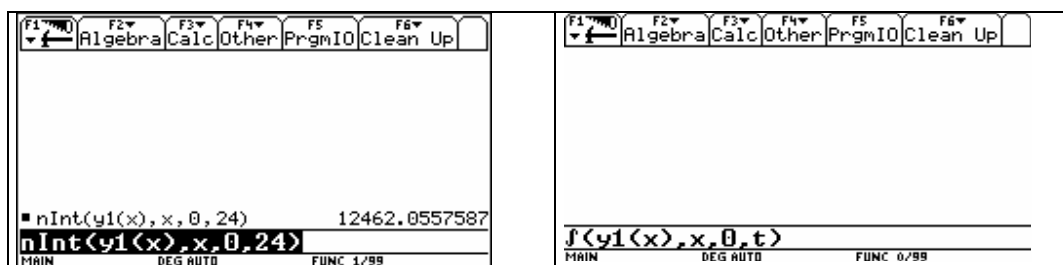 F1 F2▾ F3▾ F4▾ F5 F6▾
Algebra Calc Other PrgmIO Clean Up
▪ nInt(y1(x),x,0,24) 12462.0557587
nInt(y1(x),x,0,24)
MAIN DEG AUTO FUNC 1/99
F1 F2▾ F3▾ F4▾ F5 F6▾
Algebra Calc Other PrgmIO Clean Up
∫(y1(x),x,0,t)
MAIN DEG AUTO FUNC 0/99